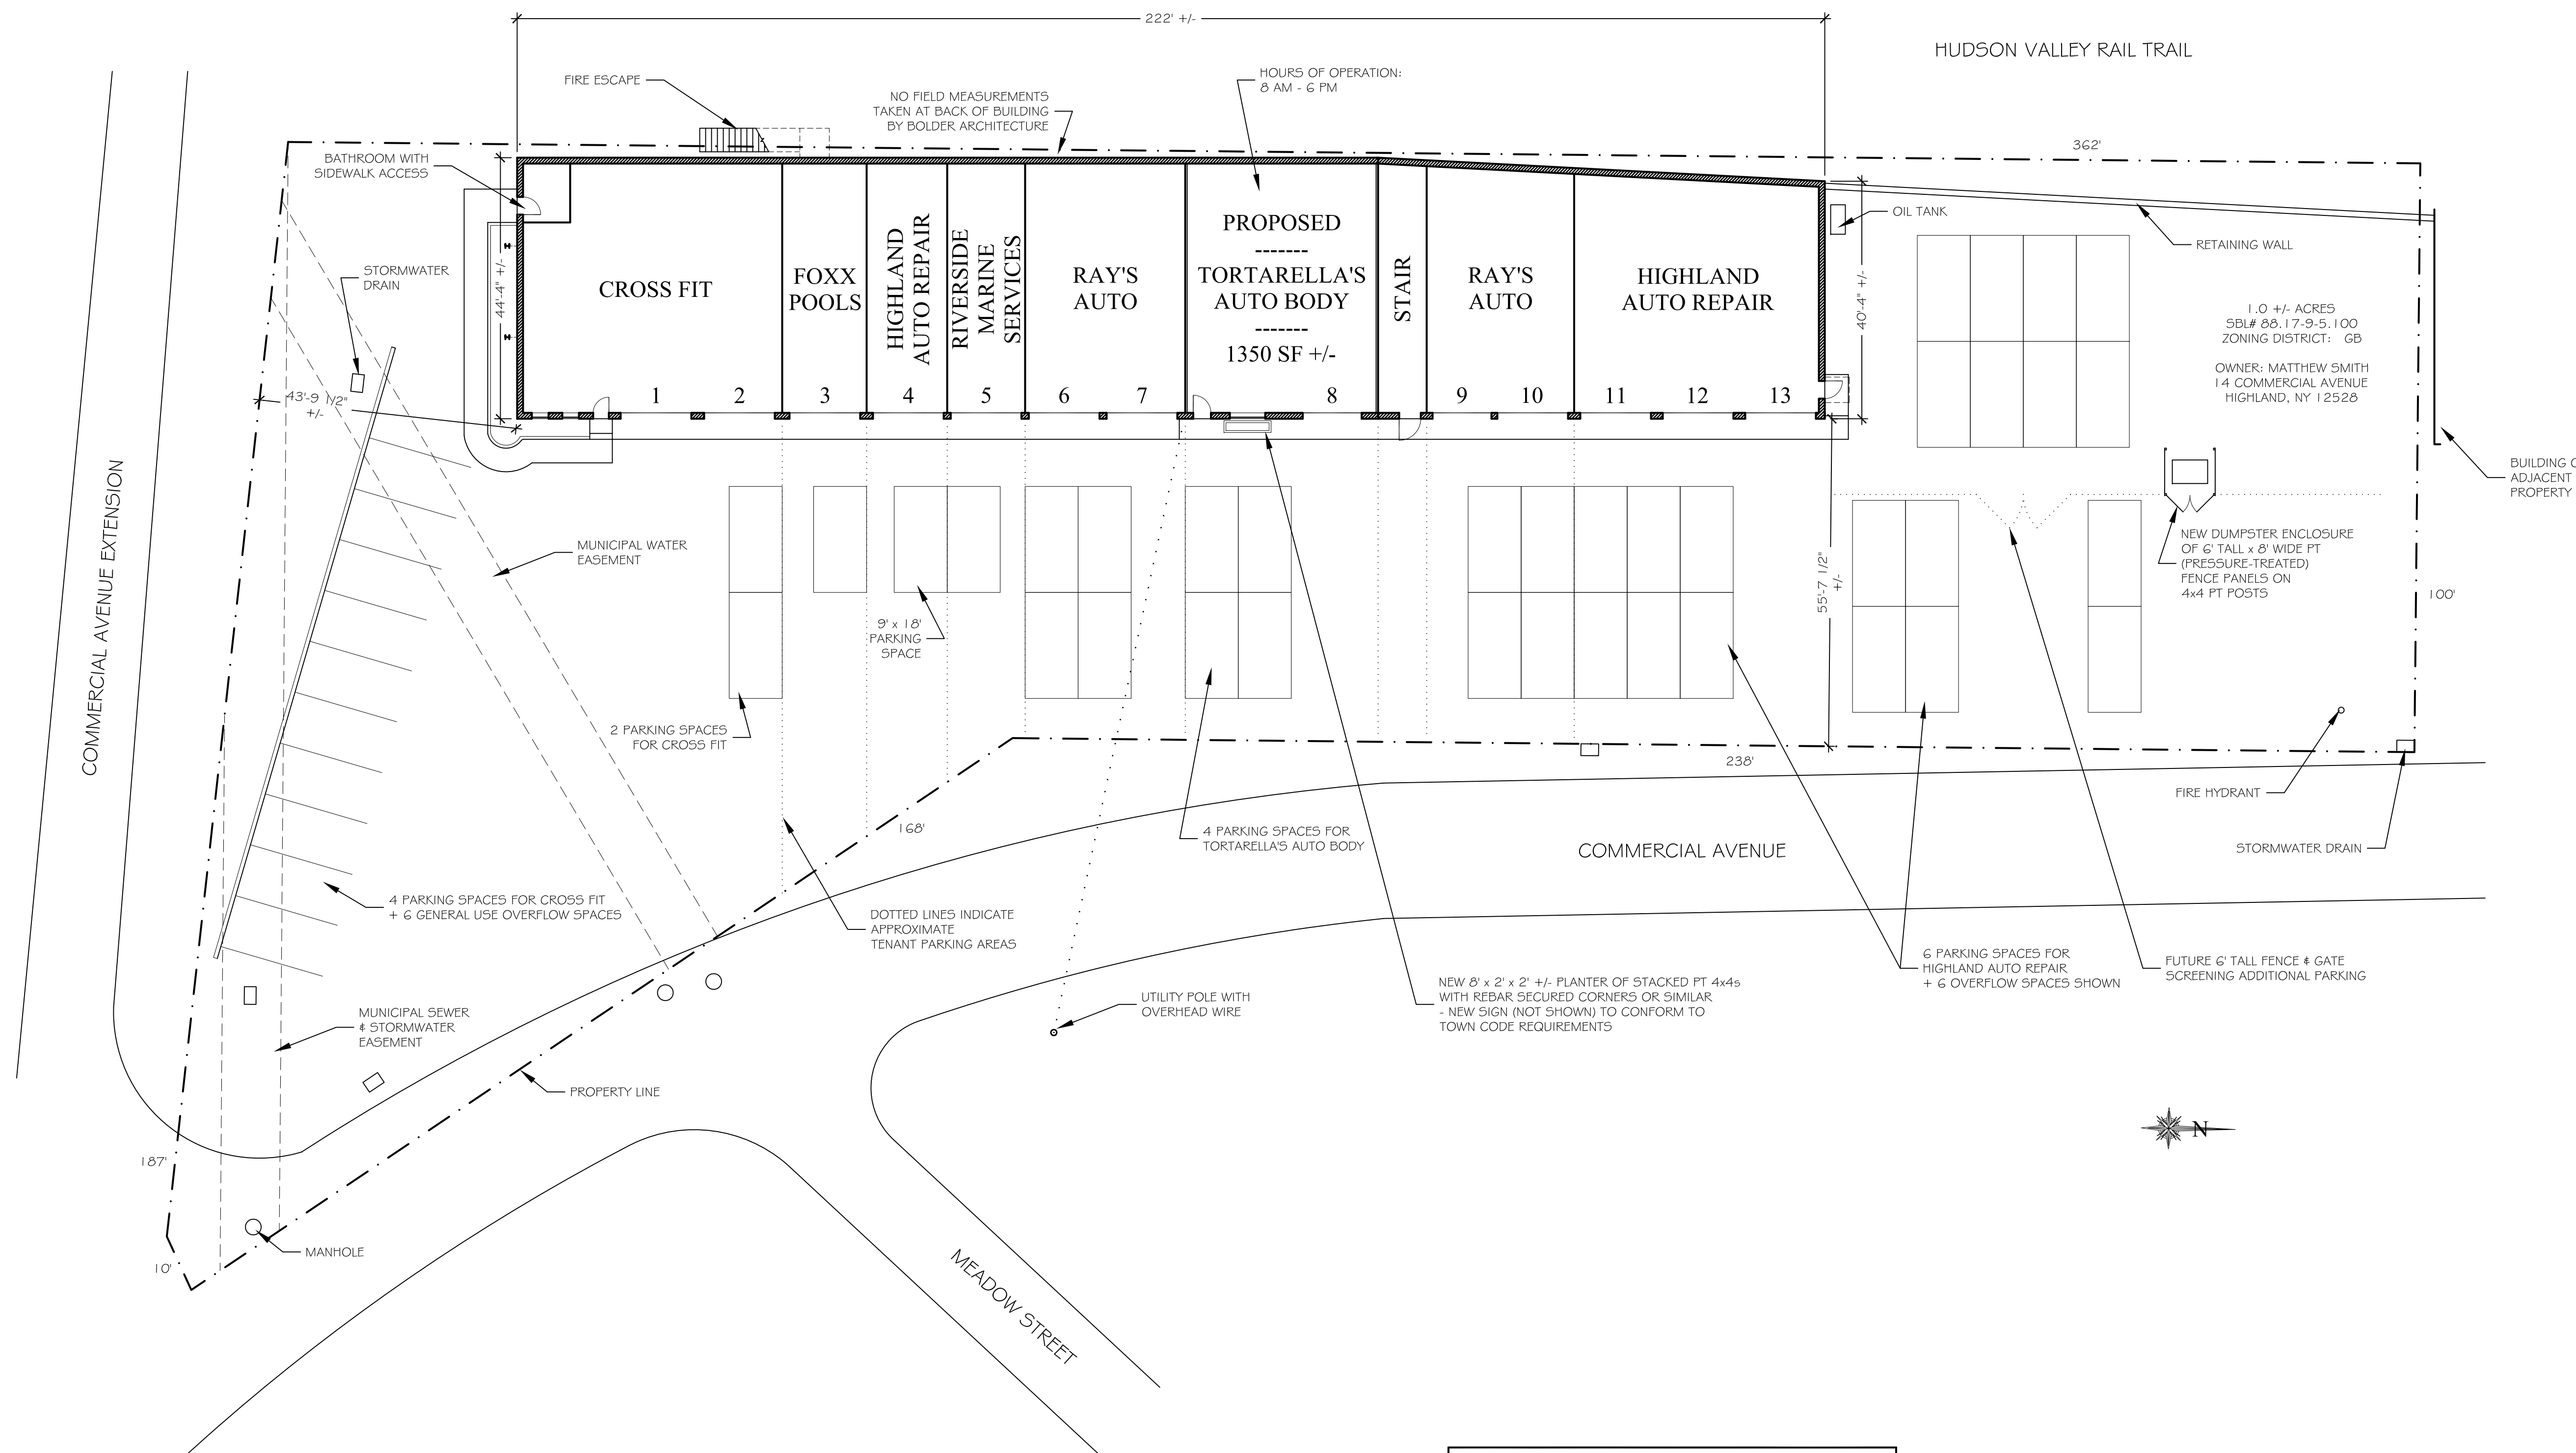 222' +/-
HUDSON VALLEY RAIL TRAIL
FIRE ESCAPE
HOURS OF OPERATION:
8 AM - 6 PM
NO FIELD MEASUREMENTS
TAKEN AT BACK OF BUILDING
BY BOLDER ARCHITECTURE
362'
BATHROOM WITH
SIDEWALK ACCESS
OIL TANK
RETAINING WALL
STORMWATER
DRAIN
44'-4" +/-
40'-4" +/-
CROSS FIT
FOXX
POOLS
HIGHLAND
AUTO REPAIR
RIVERSIDE
MARINE
SERVICES
RAY'S
AUTO
PROPOSED
-------
TORTARELLA'S
AUTO BODY
-------
1350 SF +/-
STAIR
RAY'S
AUTO
HIGHLAND
AUTO REPAIR
1.0 +/- ACRES
SBL# 88.17-9-5.100
ZONING DISTRICT: GB
OWNER: MATTHEW SMITH
14 COMMERCIAL AVENUE
HIGHLAND, NY 12528
1 2 3 4 5 6 7 8 9 10 11 12 13
43'-9 1/2"
+/-
COMMERCIAL AVENUE EXTENSION
BUILDING
ADJACENT
PROPERTY
MUNICIPAL WATER
EASEMENT
NEW DUMPSTER ENCLOSURE
OF 6' TALL x 8' WIDE PT
(PRESSURE-TREATED)
FENCE PANELS ON
4x4 PT POSTS
55'-7 1/2"
+/-
100'
9' x 18'
PARKING
SPACE
2 PARKING SPACES
FOR CROSS FIT
238'
FIRE HYDRANT
168'
4 PARKING SPACES FOR
TORTARELLA'S AUTO BODY
COMMERCIAL AVENUE
STORMWATER DRAIN
4 PARKING SPACES FOR CROSS FIT
+ 6 GENERAL USE OVERFLOW SPACES
DOTTED LINES INDICATE
APPROXIMATE
TENANT PARKING AREAS
6 PARKING SPACES FOR
HIGHLAND AUTO REPAIR
+ 6 OVERFLOW SPACES SHOWN
FUTURE 6' TALL FENCE & GATE
SCREENING ADDITIONAL PARKING
NEW 8' x 2' x 2' +/- PLANTER OF STACKED PT 4x4s
WITH REBAR SECURED CORNERS OR SIMILAR
- NEW SIGN (NOT SHOWN) TO CONFORM TO
TOWN CODE REQUIREMENTS
UTILITY POLE WITH
OVERHEAD WIRE
MUNICIPAL SEWER
& STORMWATER
EASEMENT
PROPERTY LINE
N
187'
MANHOLE
10'
MEADOW STREET